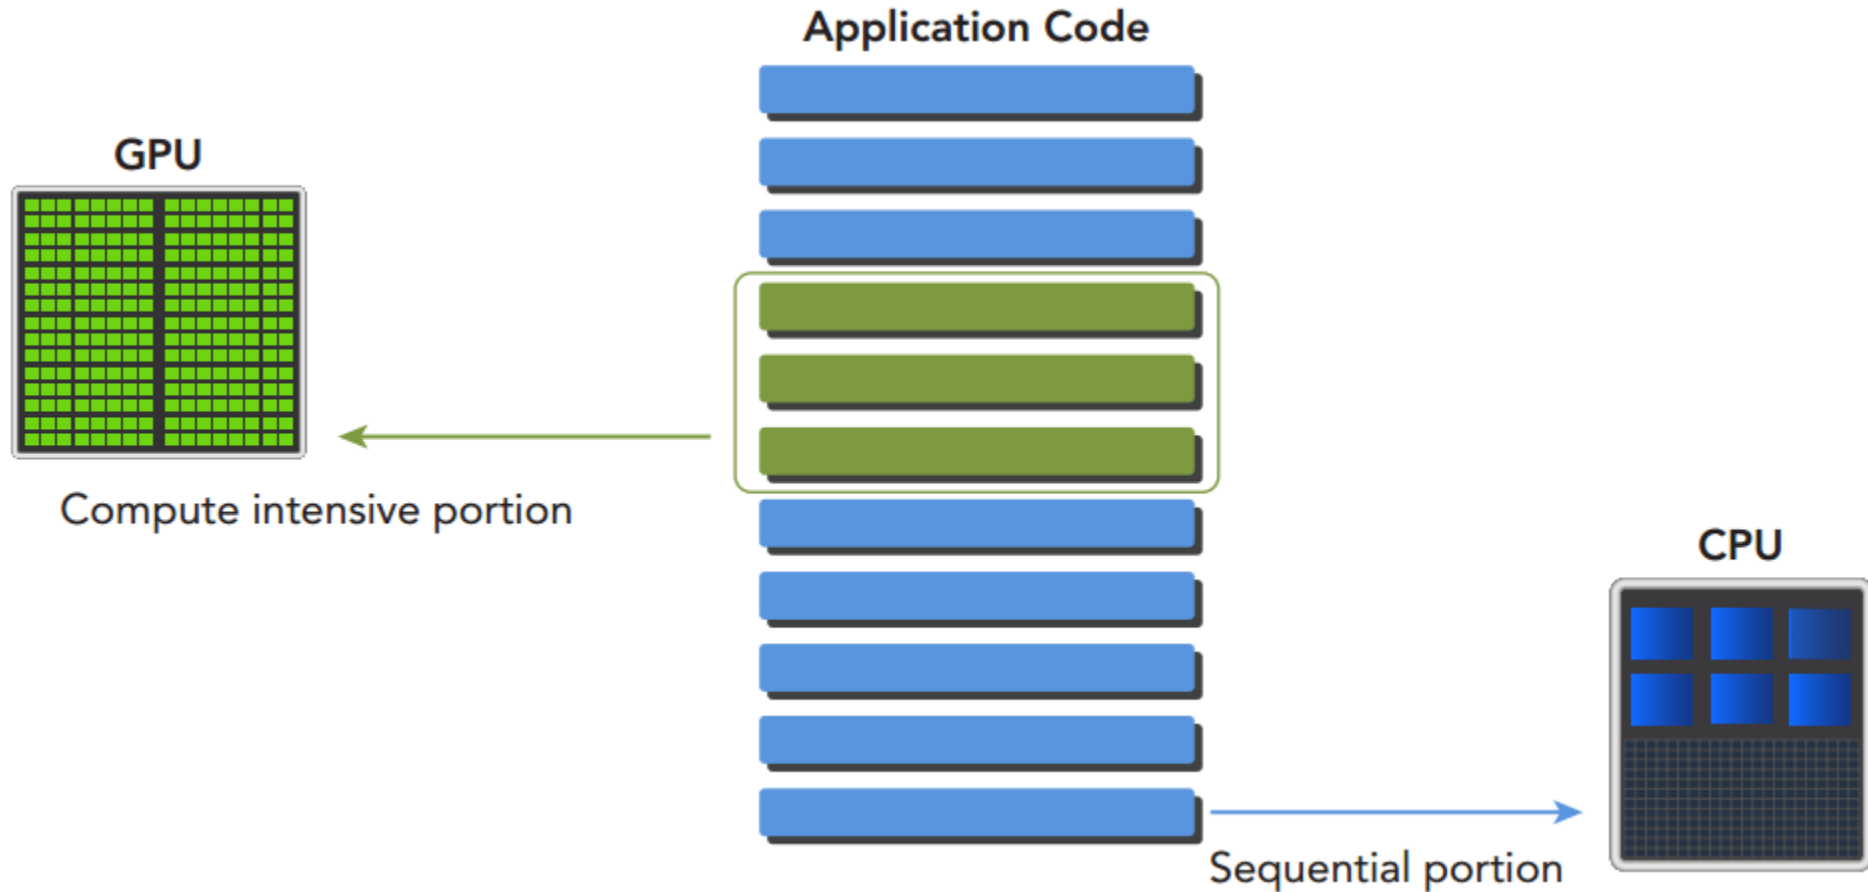 Application Code
GPU
Compute intensive portion
CPU
Sequential portion